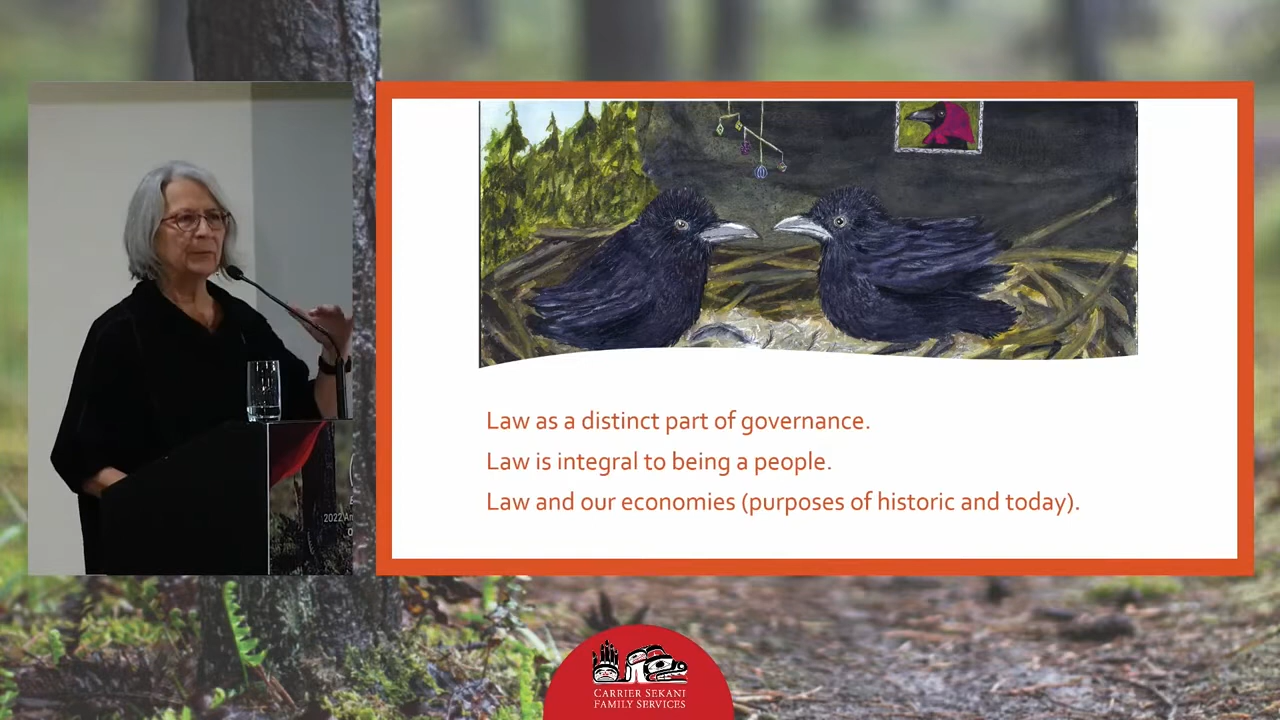 Law as a distinct part of governance.
Law is integral to being a people.
Law and our economies (purposes of historic and today).
2022
CARRIER SEKANI
FAMILY SERVICES